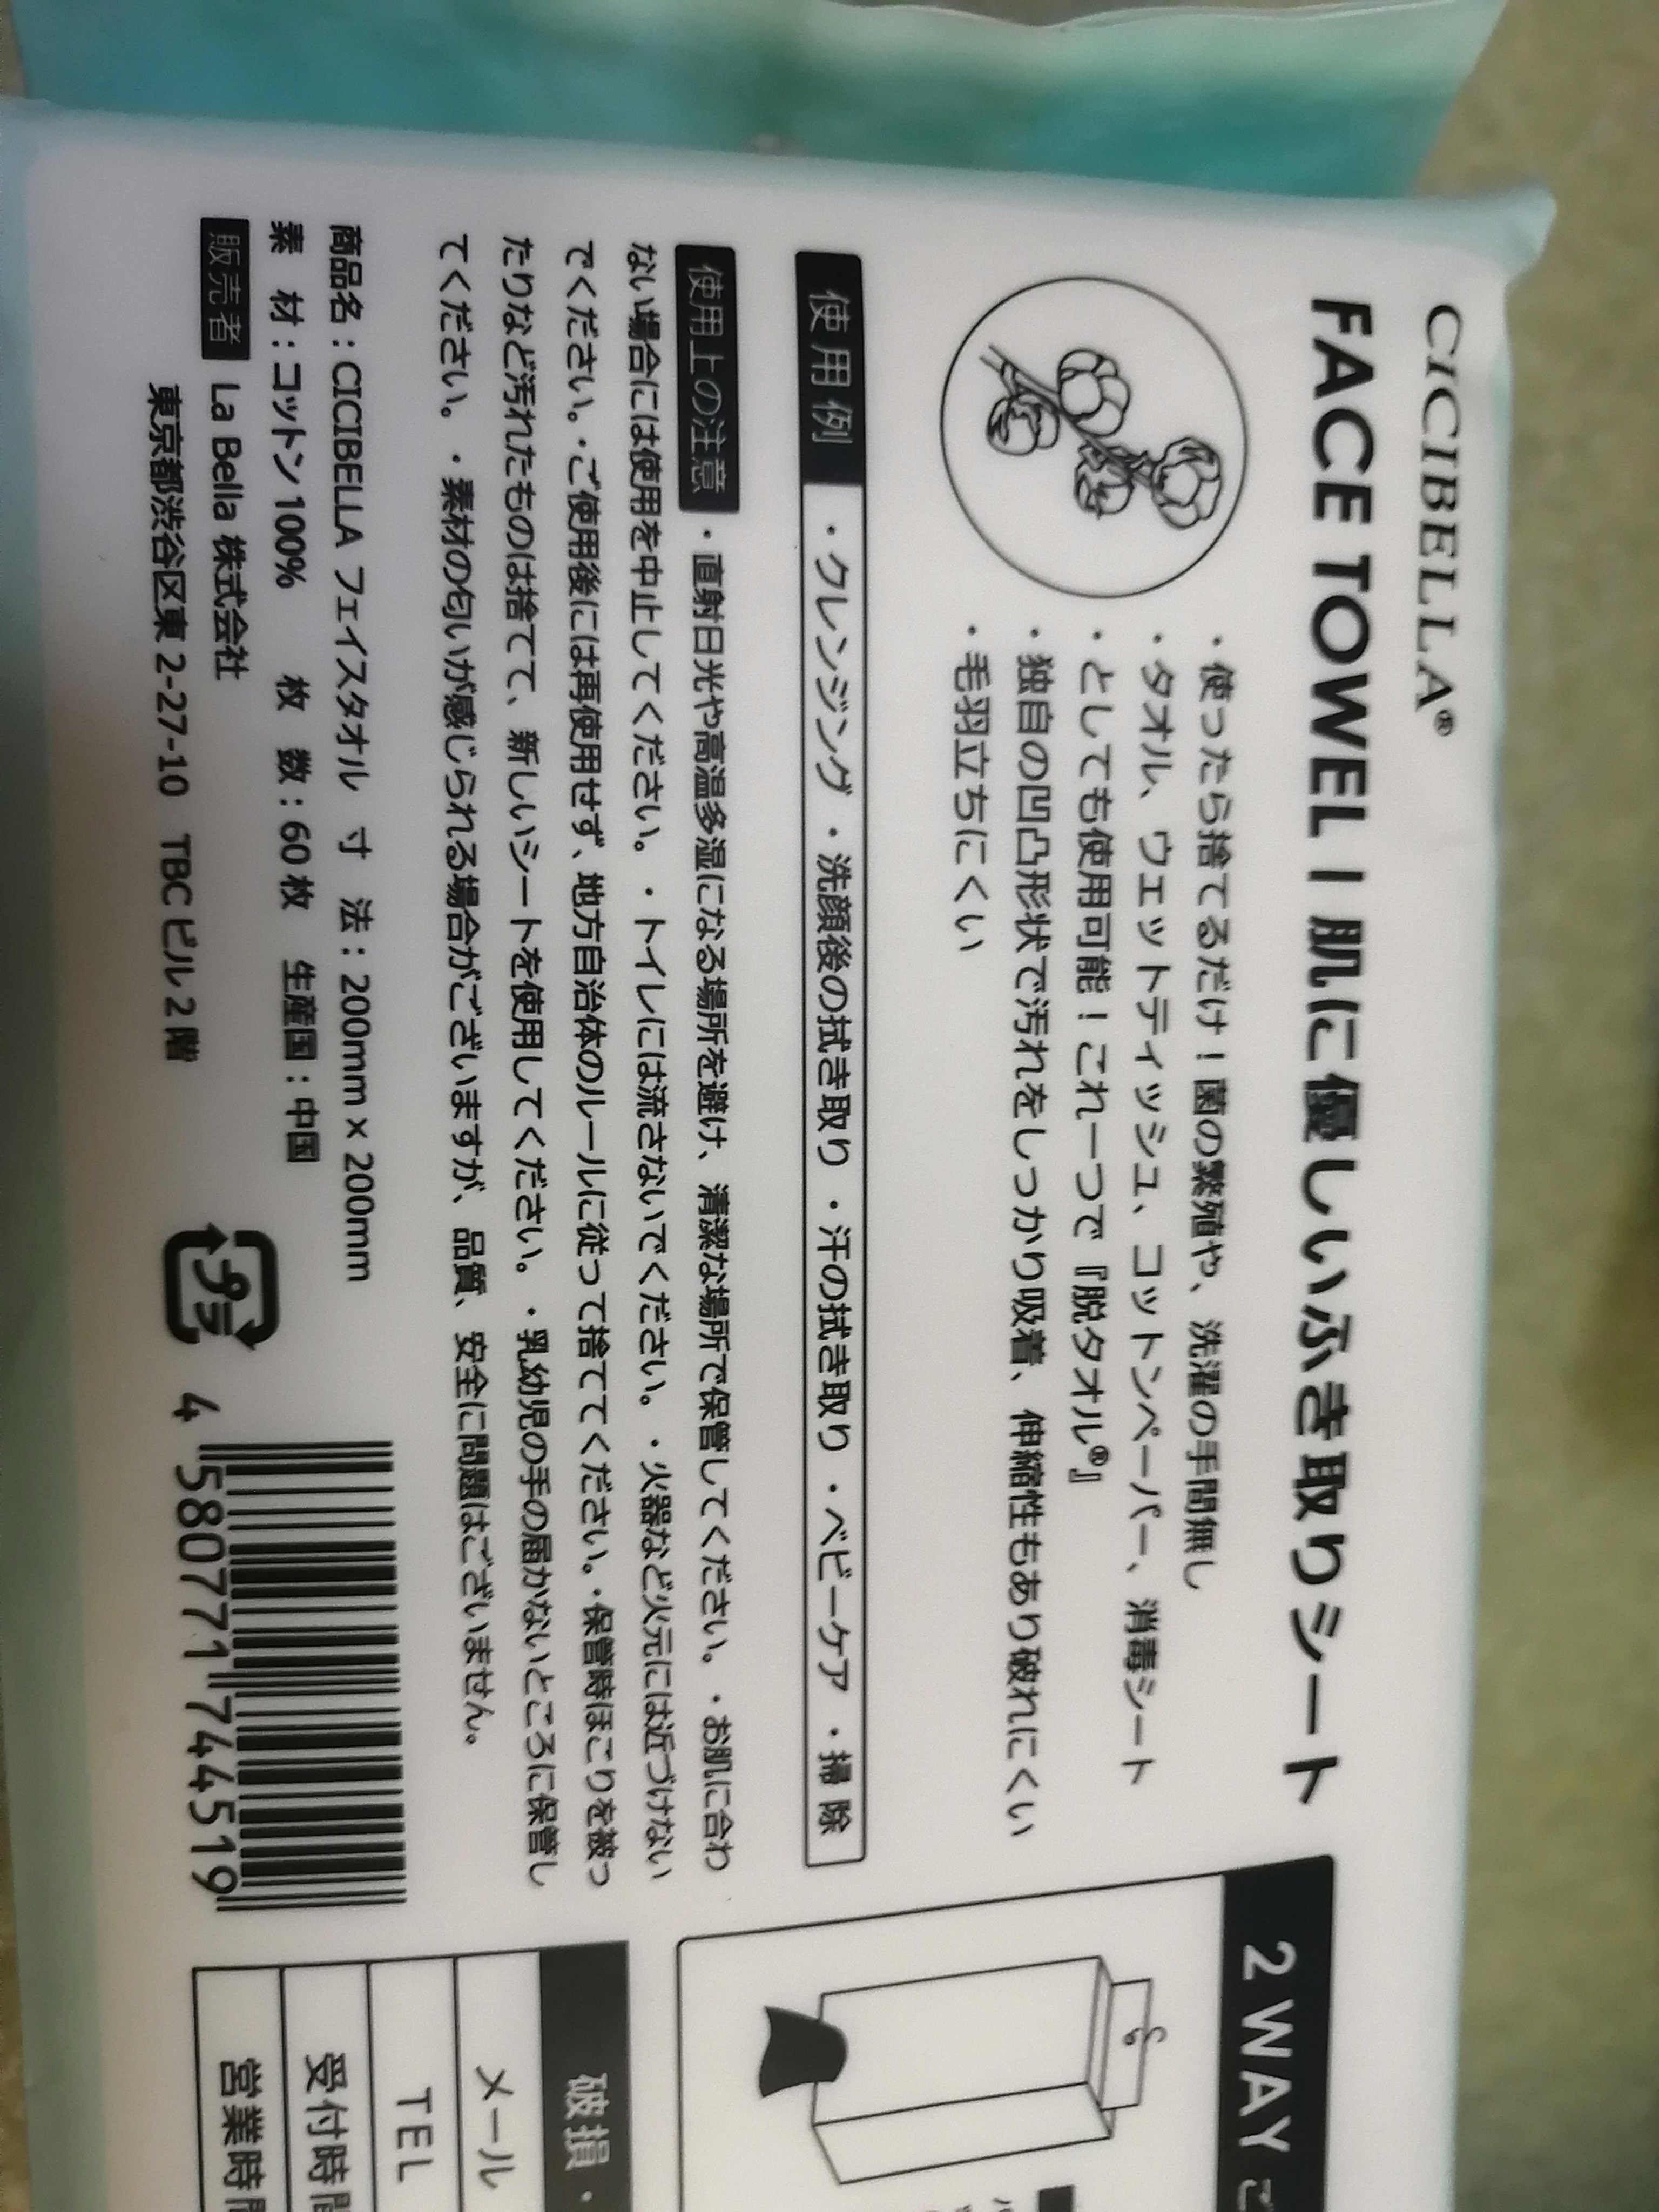 CICIBELLA®
FACE TOWEL | 肌に優しいふき取りシート
・使ったら捨てるだけ！菌の繁殖や、洗濯の手間無し
・タオル、ウェットティッシュ、コットンペーパー、消毒シート
・としても使用可能！これ一つで『脱タオル®』
・独自の凹凸形状で汚れをしっかり吸着、伸縮性もあり破れにくい
・毛羽立ちにくい
使用例 ・クレンジング ・洗顔後の拭き取り ・汗の拭き取り ・ベビーケア ・掃除
使用上の注意 ・直射日光や高温多湿になる場所を避け、清潔な場所で保管してください。・お肌に合わ
ない場合には使用を中止してください。・トイレには流さないでください。・火器など火元には近づけない
でください。・ご使用後には再使用せず、地方自治体のルールに従って捨ててください。・保管時ほこりを被っ
たりなど汚れたものは捨てて、新しいシートを使用してください。・乳幼児の手の届かないところに保管し
てください。・素材の匂いが感じられる場合がございますが、品質、安全に問題はございません。
商品名：CICIBELLA フェイスタオル 寸 法：200mm×200mm
素 材：コットン100% 枚 数：60枚 生産国：中国
販売者 La Bella 株式会社
東京都渋谷区東 2-27-10 TBCビル2階
プ
4 580771 744519
2 WAY ご
破損・
メール
TEL
受付時間
営業時間